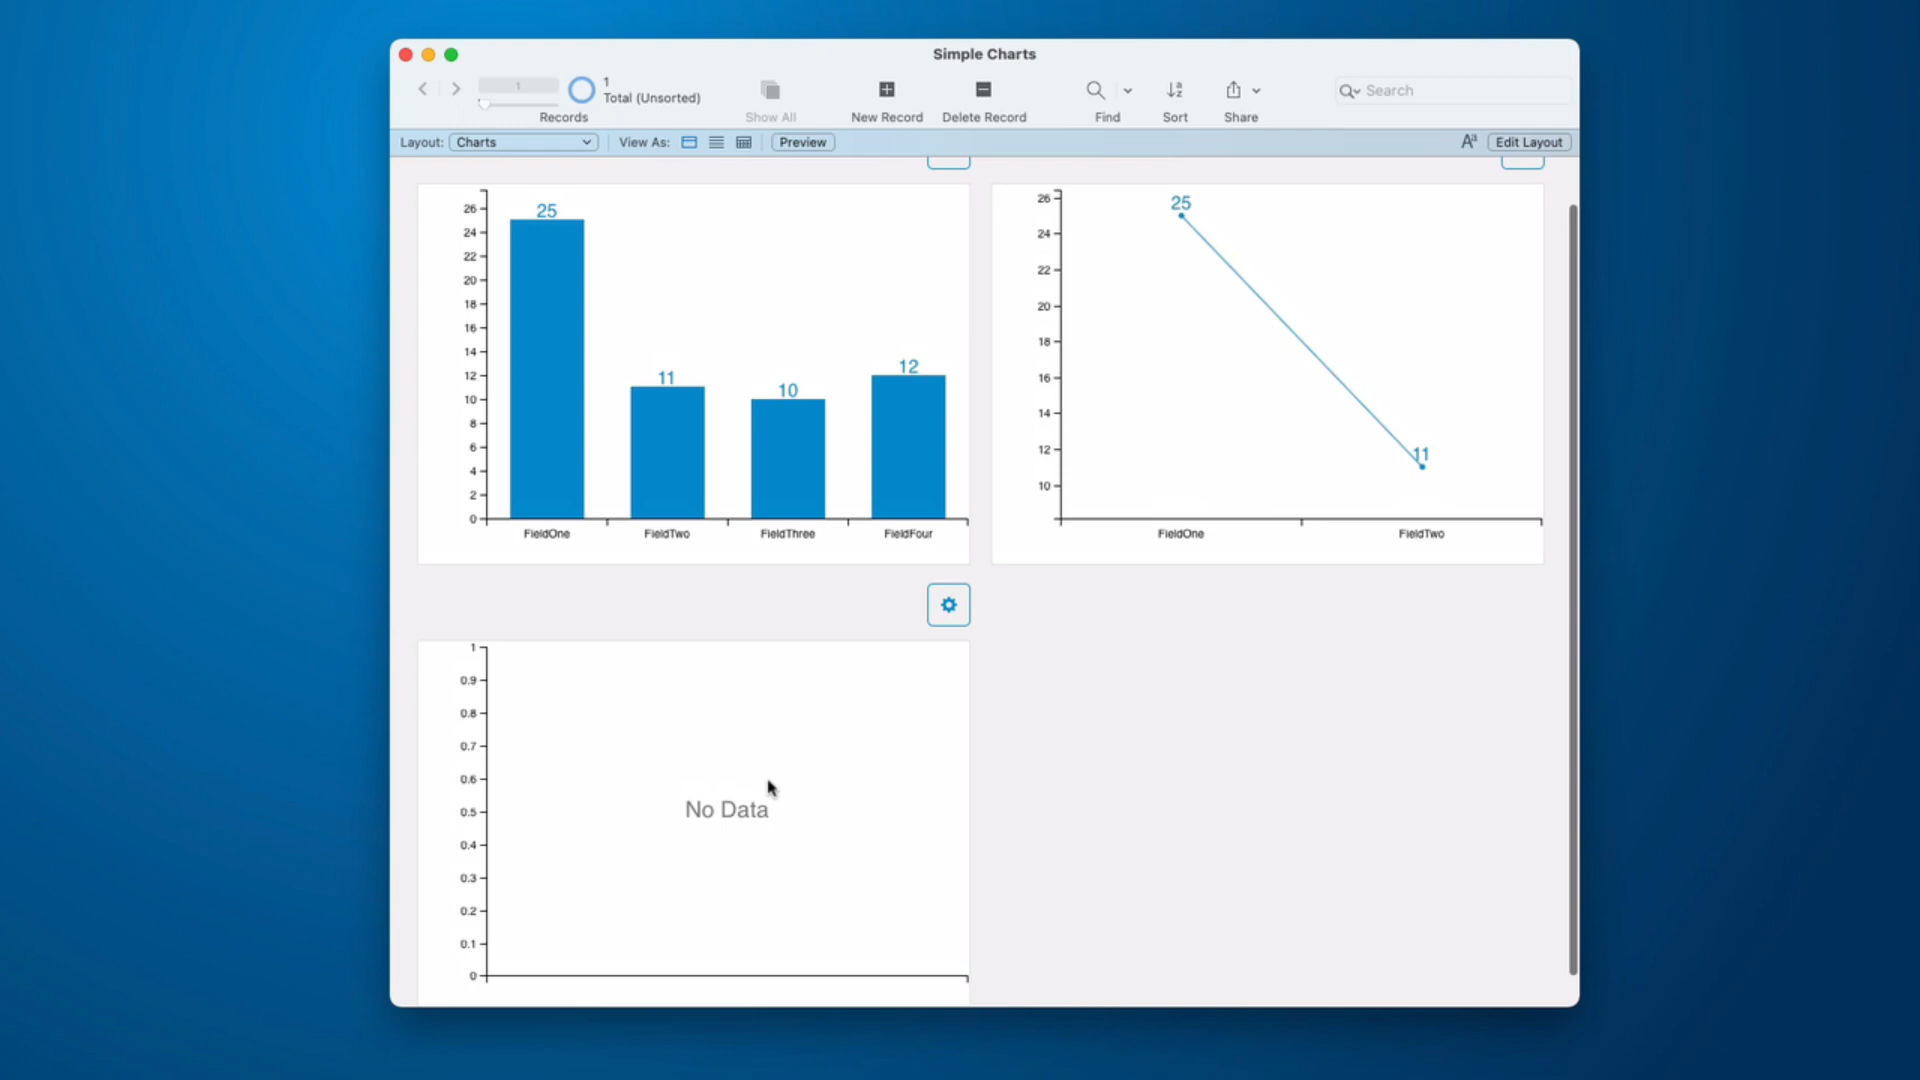 Simple Charts
1
1
Total (Unsorted)
Records
Show All
New Record
Delete Record
Find
Sort
Share
Search
Layout:
Charts
View As:
Preview
Aa
Edit Layout
26
24
22
20
18
16
14
12
10
8
6
4
2
0
25
11
10
12
FieldOne
FieldTwo
FieldThree
FieldFour
26
24
22
20
18
16
14
12
10
25
11
FieldOne
FieldTwo
1
0.9
0.8
0.7
0.6
0.5
0.4
0.3
0.2
0.1
0
No Data